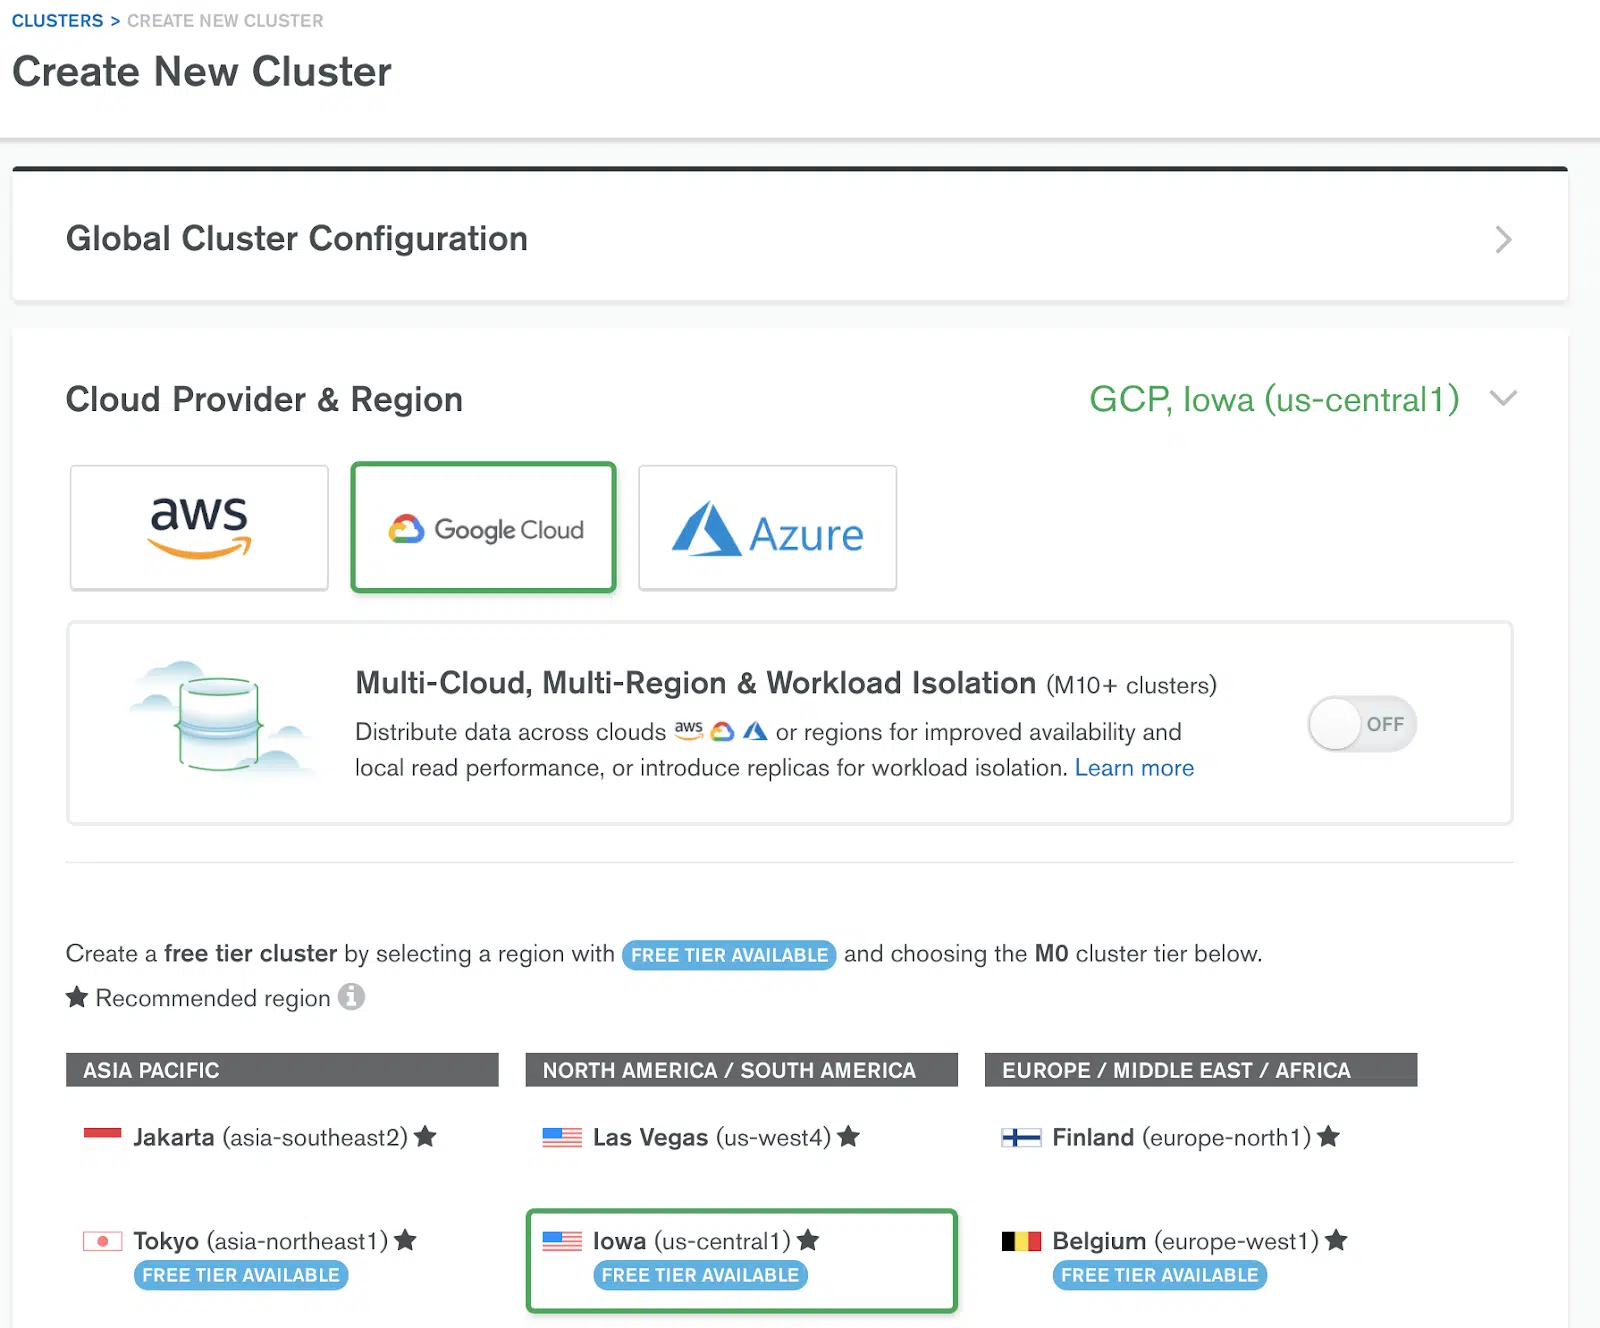 CLUSTERS > CREATE NEW CLUSTER
Create New Cluster
Global Cluster Configuration
Cloud Provider & Region
GCP, Iowa (us-central1)
aws
Google Cloud
Azure
Multi-Cloud, Multi-Region & Workload Isolation (M10+ clusters)
Distribute data across clouds aws or regions for improved availability and
local read performance, or introduce replicas for workload isolation. Learn more
OFF
Create a free tier cluster by selecting a region with FREE TIER AVAILABLE and choosing the M0 cluster tier below.
★ Recommended region i
ASIA PACIFIC
Jakarta (asia-southeast2) ★
Tokyo (asia-northeast1) ★
FREE TIER AVAILABLE
NORTH AMERICA / SOUTH AMERICA
Las Vegas (us-west4) ★
Iowa (us-central1) ★
FREE TIER AVAILABLE
EUROPE / MIDDLE EAST / AFRICA
Finland (europe-north1) ★
Belgium (europe-west1) ★
FREE TIER AVAILABLE